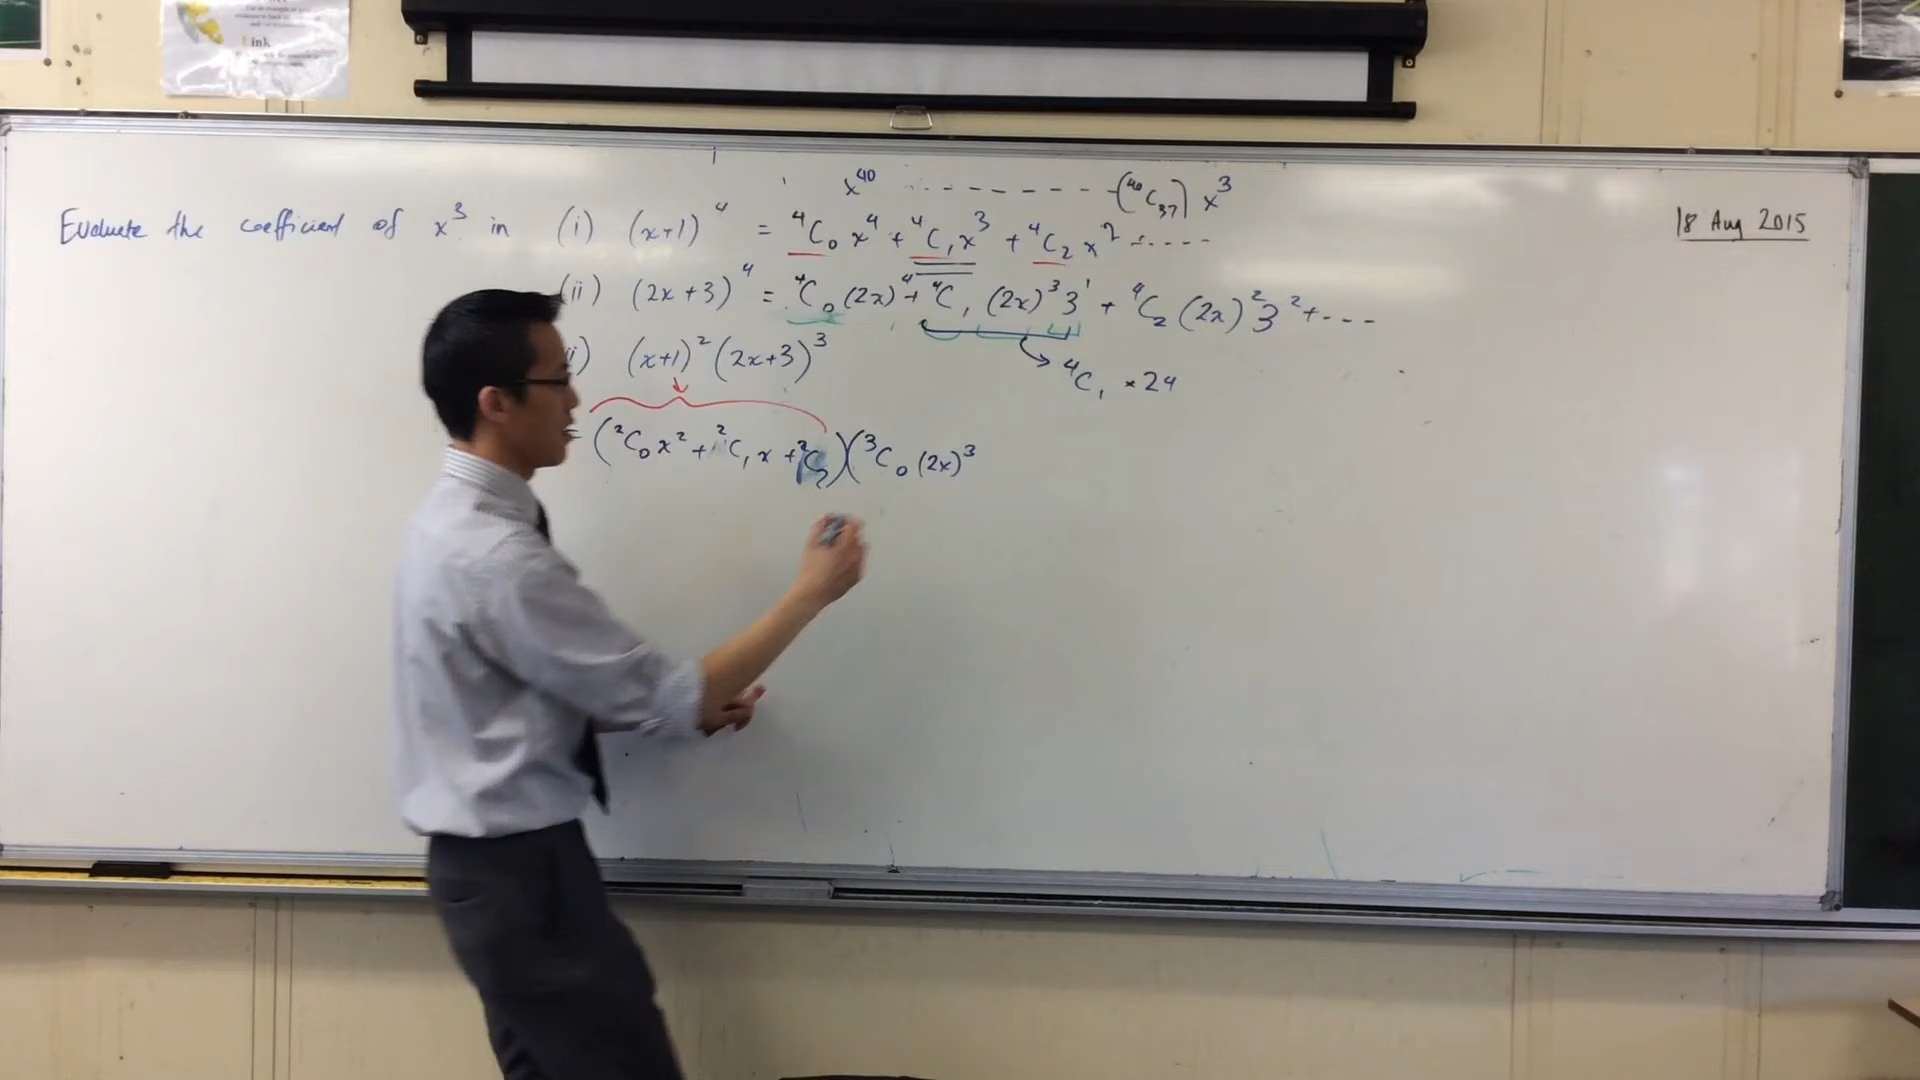 Link
x⁴⁰ - - - - - - - - (⁴⁰C₃₇) x³
Evaluate the coefficient of x³ in (i) (x+1)⁴ = ⁴C₀ x⁴ + ⁴C₁x³ + ⁴C₂ x² + ....
18 Aug 2015
(ii) (2x+3)⁴ = ⁴C₀ (2x)⁴ + ⁴C₁ (2x)³ 3¹ + ⁴C₂ (2x)² 3² + ...
i) (x+1)² (2x+3)³
→ ⁴C₁ × 24
= (²C₀ x² + ²C₁ x + ²C₂)(³C₀ (2x)³